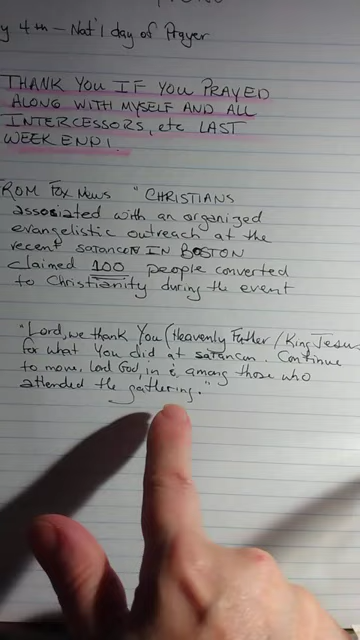 y 4th - Nat'l day of Prayer
THANK YOU IF YOU PRAYED
ALONG WITH MYSELF AND ALL
INTERCESSORS, etc LAST
WEEKEND!
ROM FOX News "CHRISTIANS
associated with an organized
evangelistic outreach at the
recent satancon IN BOSTON
claimed 100 people converted
to Christianity during the event
"Lord, we thank You (Heavenly Father / King Jesus
for what You did at satancon. Continue
to move, Lord God, in &, among those who
attended the gathering."